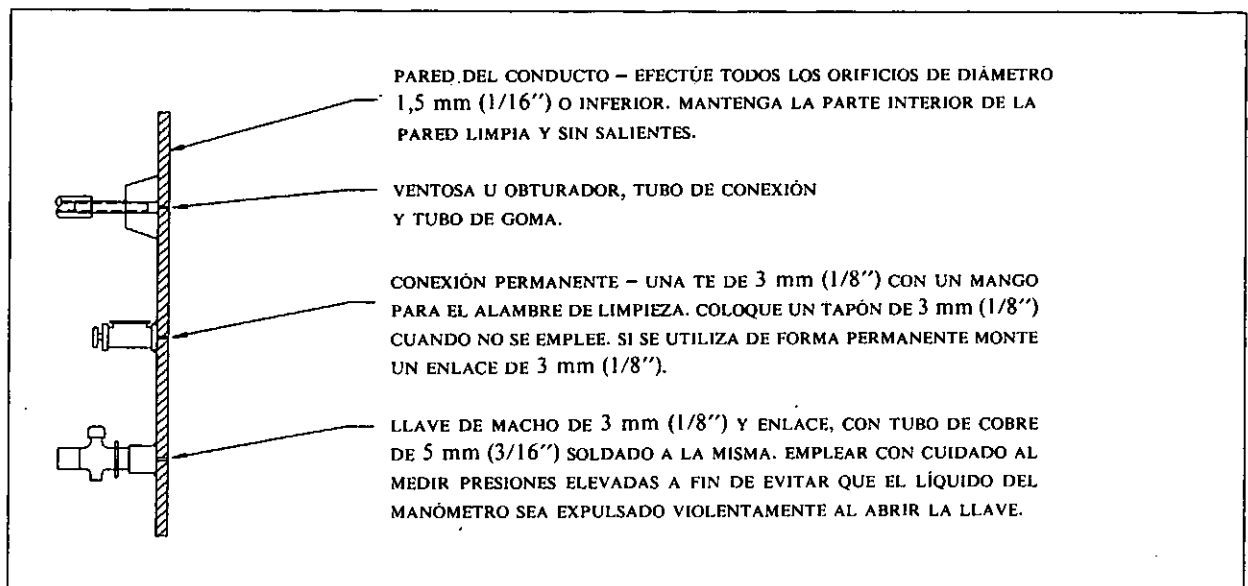 PARED DEL CONDUCTO – EFECTÚE TODOS LOS ORIFICIOS DE DIÁMETRO
1,5 mm (1/16″) O INFERIOR. MANTENGA LA PARTE INTERIOR DE LA
PARED LIMPIA Y SIN SALIENTES.
VENTOSA U OBTURADOR, TUBO DE CONEXIÓN
Y TUBO DE GOMA.
CONEXIÓN PERMANENTE – UNA TE DE 3 mm (1/8″) CON UN MANGO
PARA EL ALAMBRE DE LIMPIEZA. COLOQUE UN TAPÓN DE 3 mm (1/8″)
CUANDO NO SE EMPLEE. SI SE UTILIZA DE FORMA PERMANENTE MONTE
UN ENLACE DE 3 mm (1/8″).
LLAVE DE MACHO DE 3 mm (1/8″) Y ENLACE, CON TUBO DE COBRE
DE 5 mm (3/16″) SOLDADO A LA MISMA. EMPLEAR CON CUIDADO AL
MEDIR PRESIONES ELEVADAS A FIN DE EVITAR QUE EL LÍQUIDO DEL
MANÓMETRO SEA EXPULSADO VIOLENTAMENTE AL ABRIR LA LLAVE.